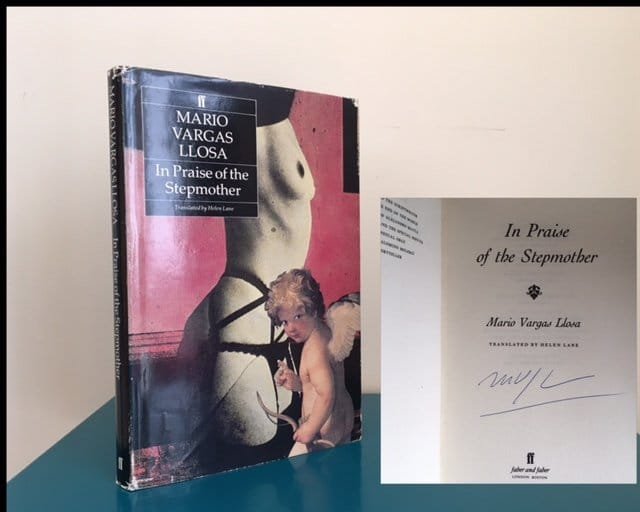 ff
MARIO
VARGAS
LLOSA
In Praise of the
Stepmother
Translated by Helen Lane
MARIO VARGAS LLOSA In Praise of the Stepmother
ff
In Praise
of the Stepmother
Mario Vargas Llosa
TRANSLATED BY HELEN LANE
ff
faber and faber
LONDON BOSTON